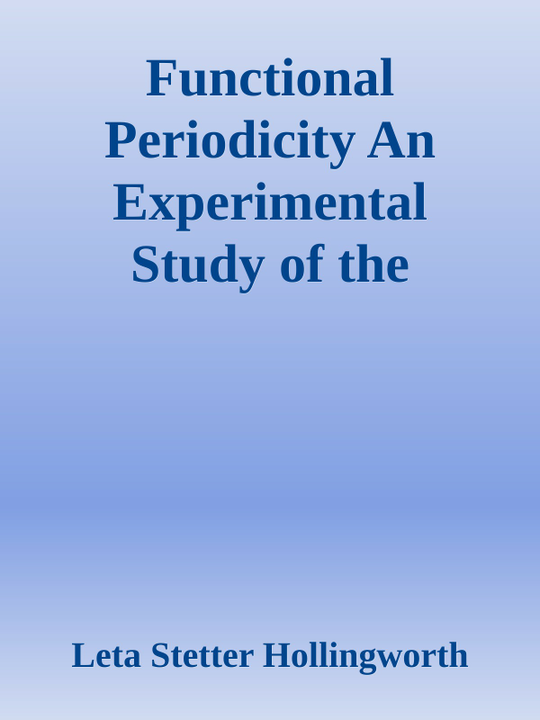 Functional
Periodicity An
Experimental
Study of the
Leta Stetter Hollingworth